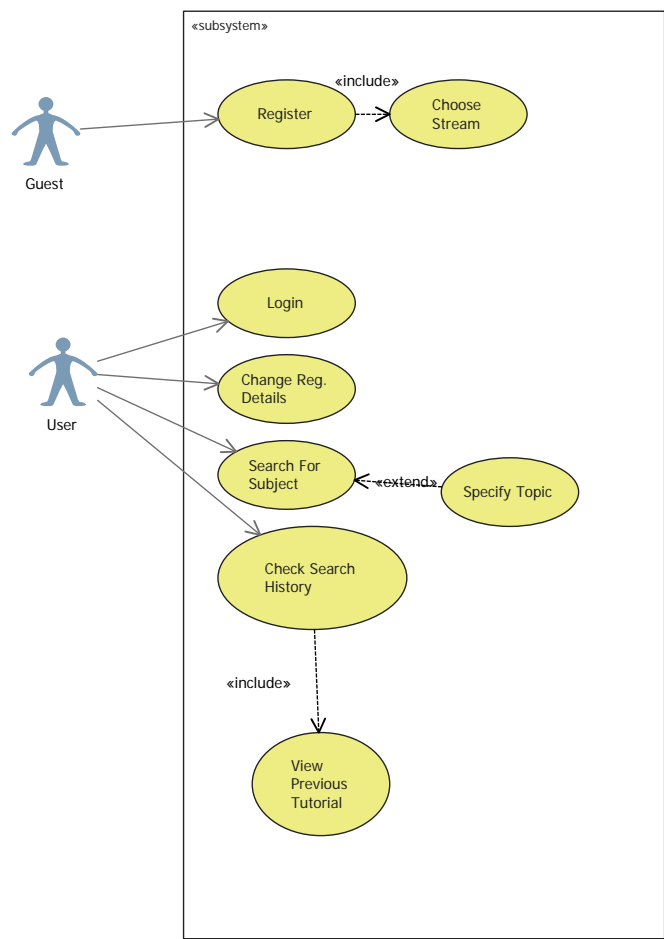 «subsystem»
«include»
Register
Choose
Stream
Guest
Login
Change Reg.
Details
User
Search For
Subject
«extend»
Specify Topic
Check Search
History
«include»
View
Previous
Tutorial